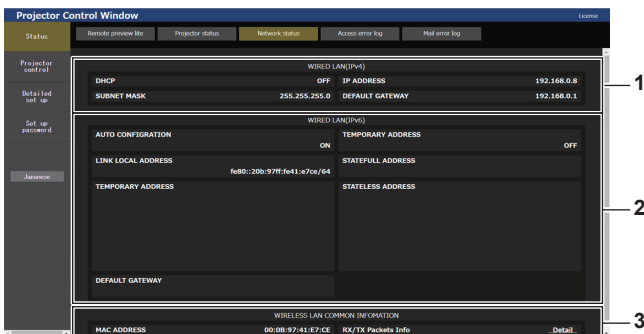 Projector Control Window
License
Status
Remote preview lite
Projector status
Network status
Access error log
Mail error log
Projector
control
Detailed
set up
Set up
password
Japanese
WIRED LAN(IPv4)
DHCP OFF IP ADDRESS 192.168.0.8
SUBNET MASK 255.255.255.0 DEFAULT GATEWAY 192.168.0.1
1
WIRED LAN(IPv6)
AUTO CONFIGRATION TEMPORARY ADDRESS
ON OFF
LINK LOCAL ADDRESS STATEFULL ADDRESS
fe80::20b:97ff:fe41:e7ce/64
TEMPORARY ADDRESS STATELESS ADDRESS
2
DEFAULT GATEWAY
WIRELESS LAN COMMON INFOMATION
MAC ADDRESS 00:0B:97:41:E7:CE RX/TX Packets Info Detail
3